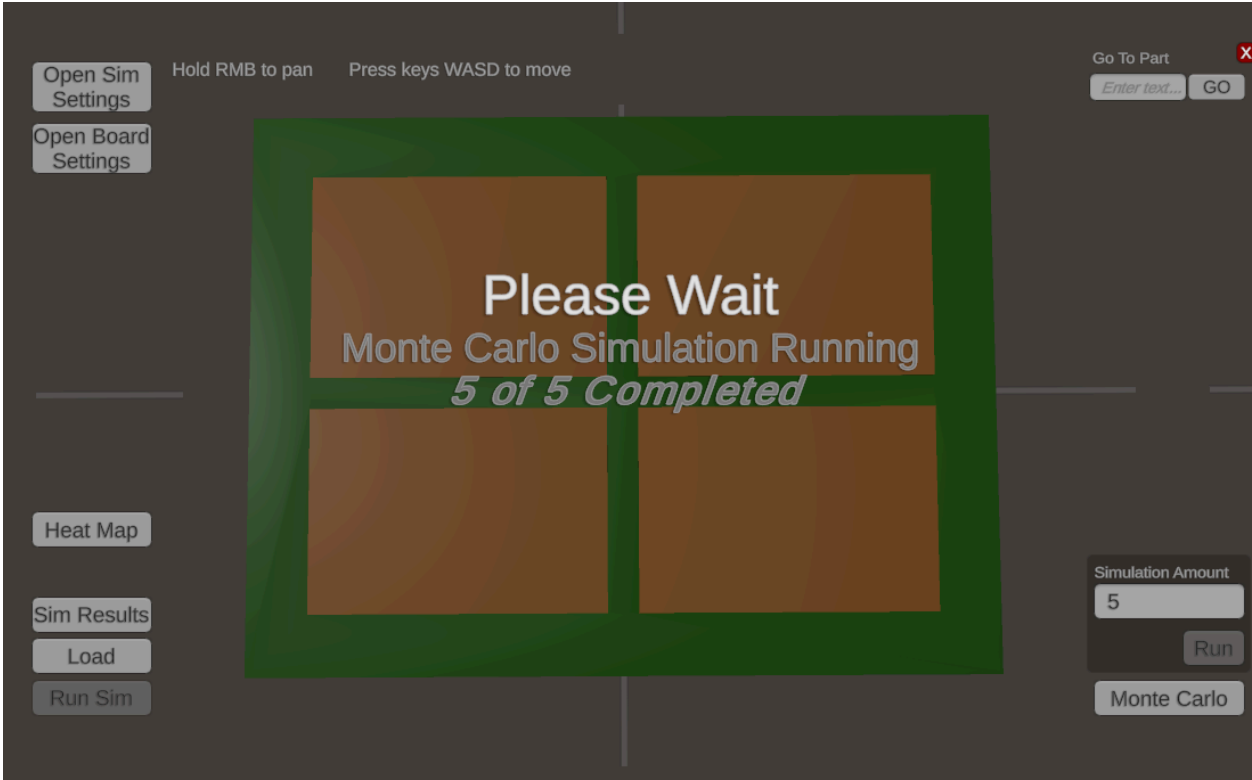 Open Sim
Settings
Hold RMB to pan
Press keys WASD to move
Go To Part
X
Enter text...
GO
Open Board
Settings
Please Wait
Monte Carlo Simulation Running
5 of 5 Completed
Heat Map
Simulation Amount
5
Sim Results
Run
Load
Run Sim
Monte Carlo